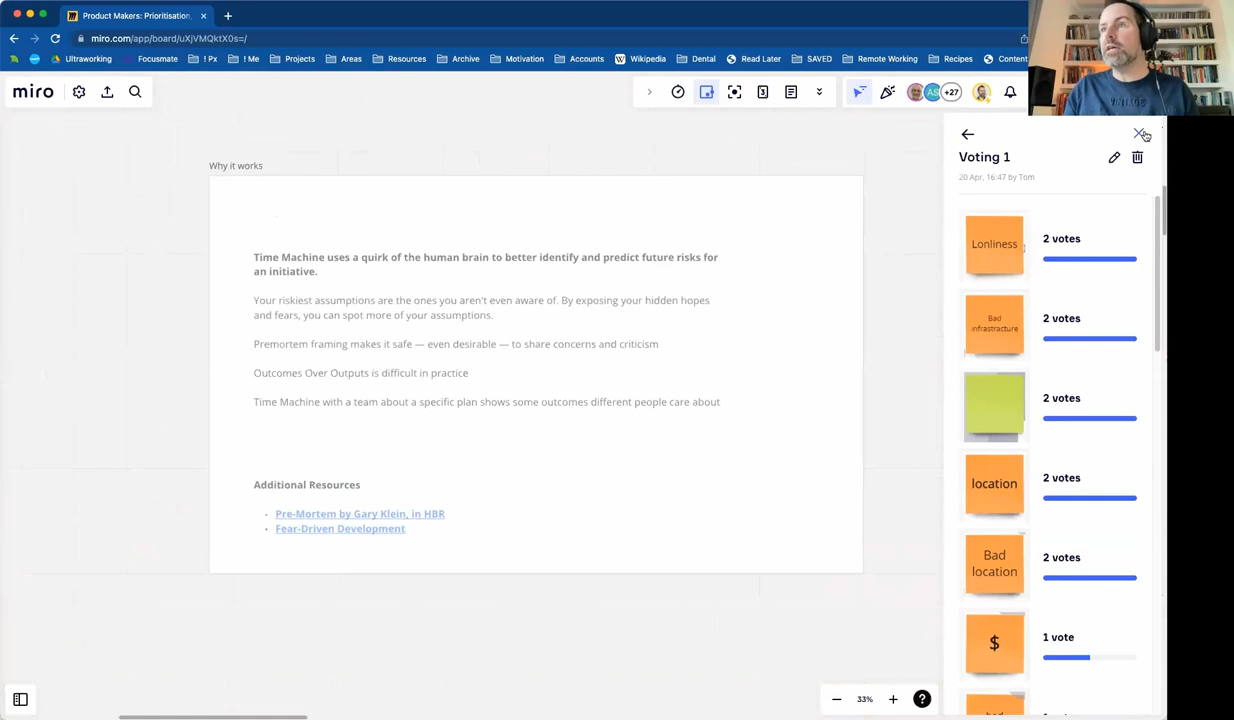 Product Makers: Prioritisation,
miro.com/app/board/uXjVMQktX0s=/
Ultraworking
Focusmate
! Px
! Me
Projects
Areas
Resources
Archive
Motivation
Accounts
Wikipedia
Dental
Read Later
SAVED
Remote Working
Recipes
Content
VINTAGE
miro
AS
+27
Voting 1
20 Apr, 16:47 by Tom
Lonliness
2 votes
Bad
infrastracture
2 votes
2 votes
location
2 votes
Bad
location
2 votes
$
1 vote
Why it works
Time Machine uses a quirk of the human brain to better identify and predict future risks for
an initiative.
Your riskiest assumptions are the ones you aren't even aware of. By exposing your hidden hopes
and fears, you can spot more of your assumptions.
Premortem framing makes it safe — even desirable — to share concerns and criticism
Outcomes Over Outputs is difficult in practice
Time Machine with a team about a specific plan shows some outcomes different people care about
Additional Resources
· Pre-Mortem by Gary Klein, in HBR
· Fear-Driven Development
33%
?